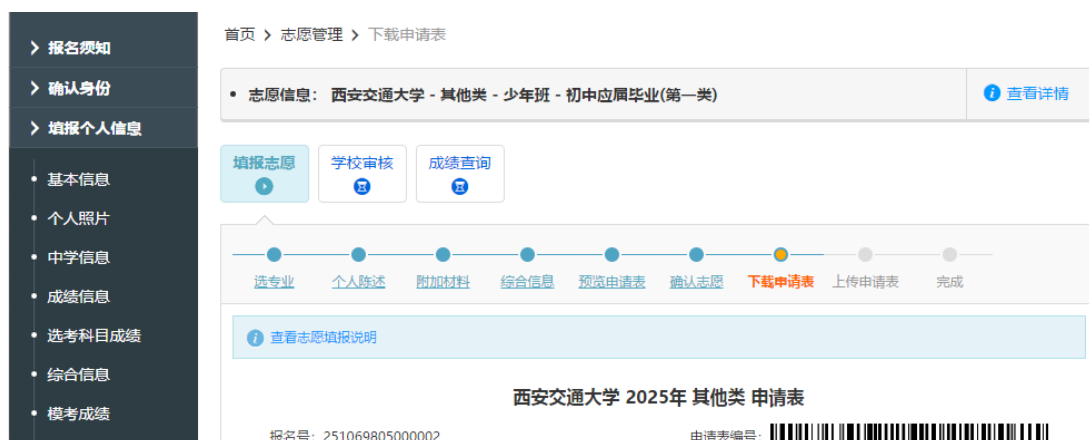 首页 > 志愿管理 > 下载申请表
报名须知
确认身份
填报个人信息
基本信息
个人照片
中学信息
成绩信息
选考科目成绩
综合信息
模考成绩
志愿信息： 西安交通大学 - 其他类 - 少年班 - 初中应届毕业(第一类)
查看详情
填报志愿 学校审核 成绩查询
选专业 个人陈述 附加材料 综合信息 预览申请表 确认志愿 下载申请表 上传申请表 完成
查看志愿填报说明
西安交通大学 2025年 其他类 申请表
报名号：251069805000002 申请表编号：